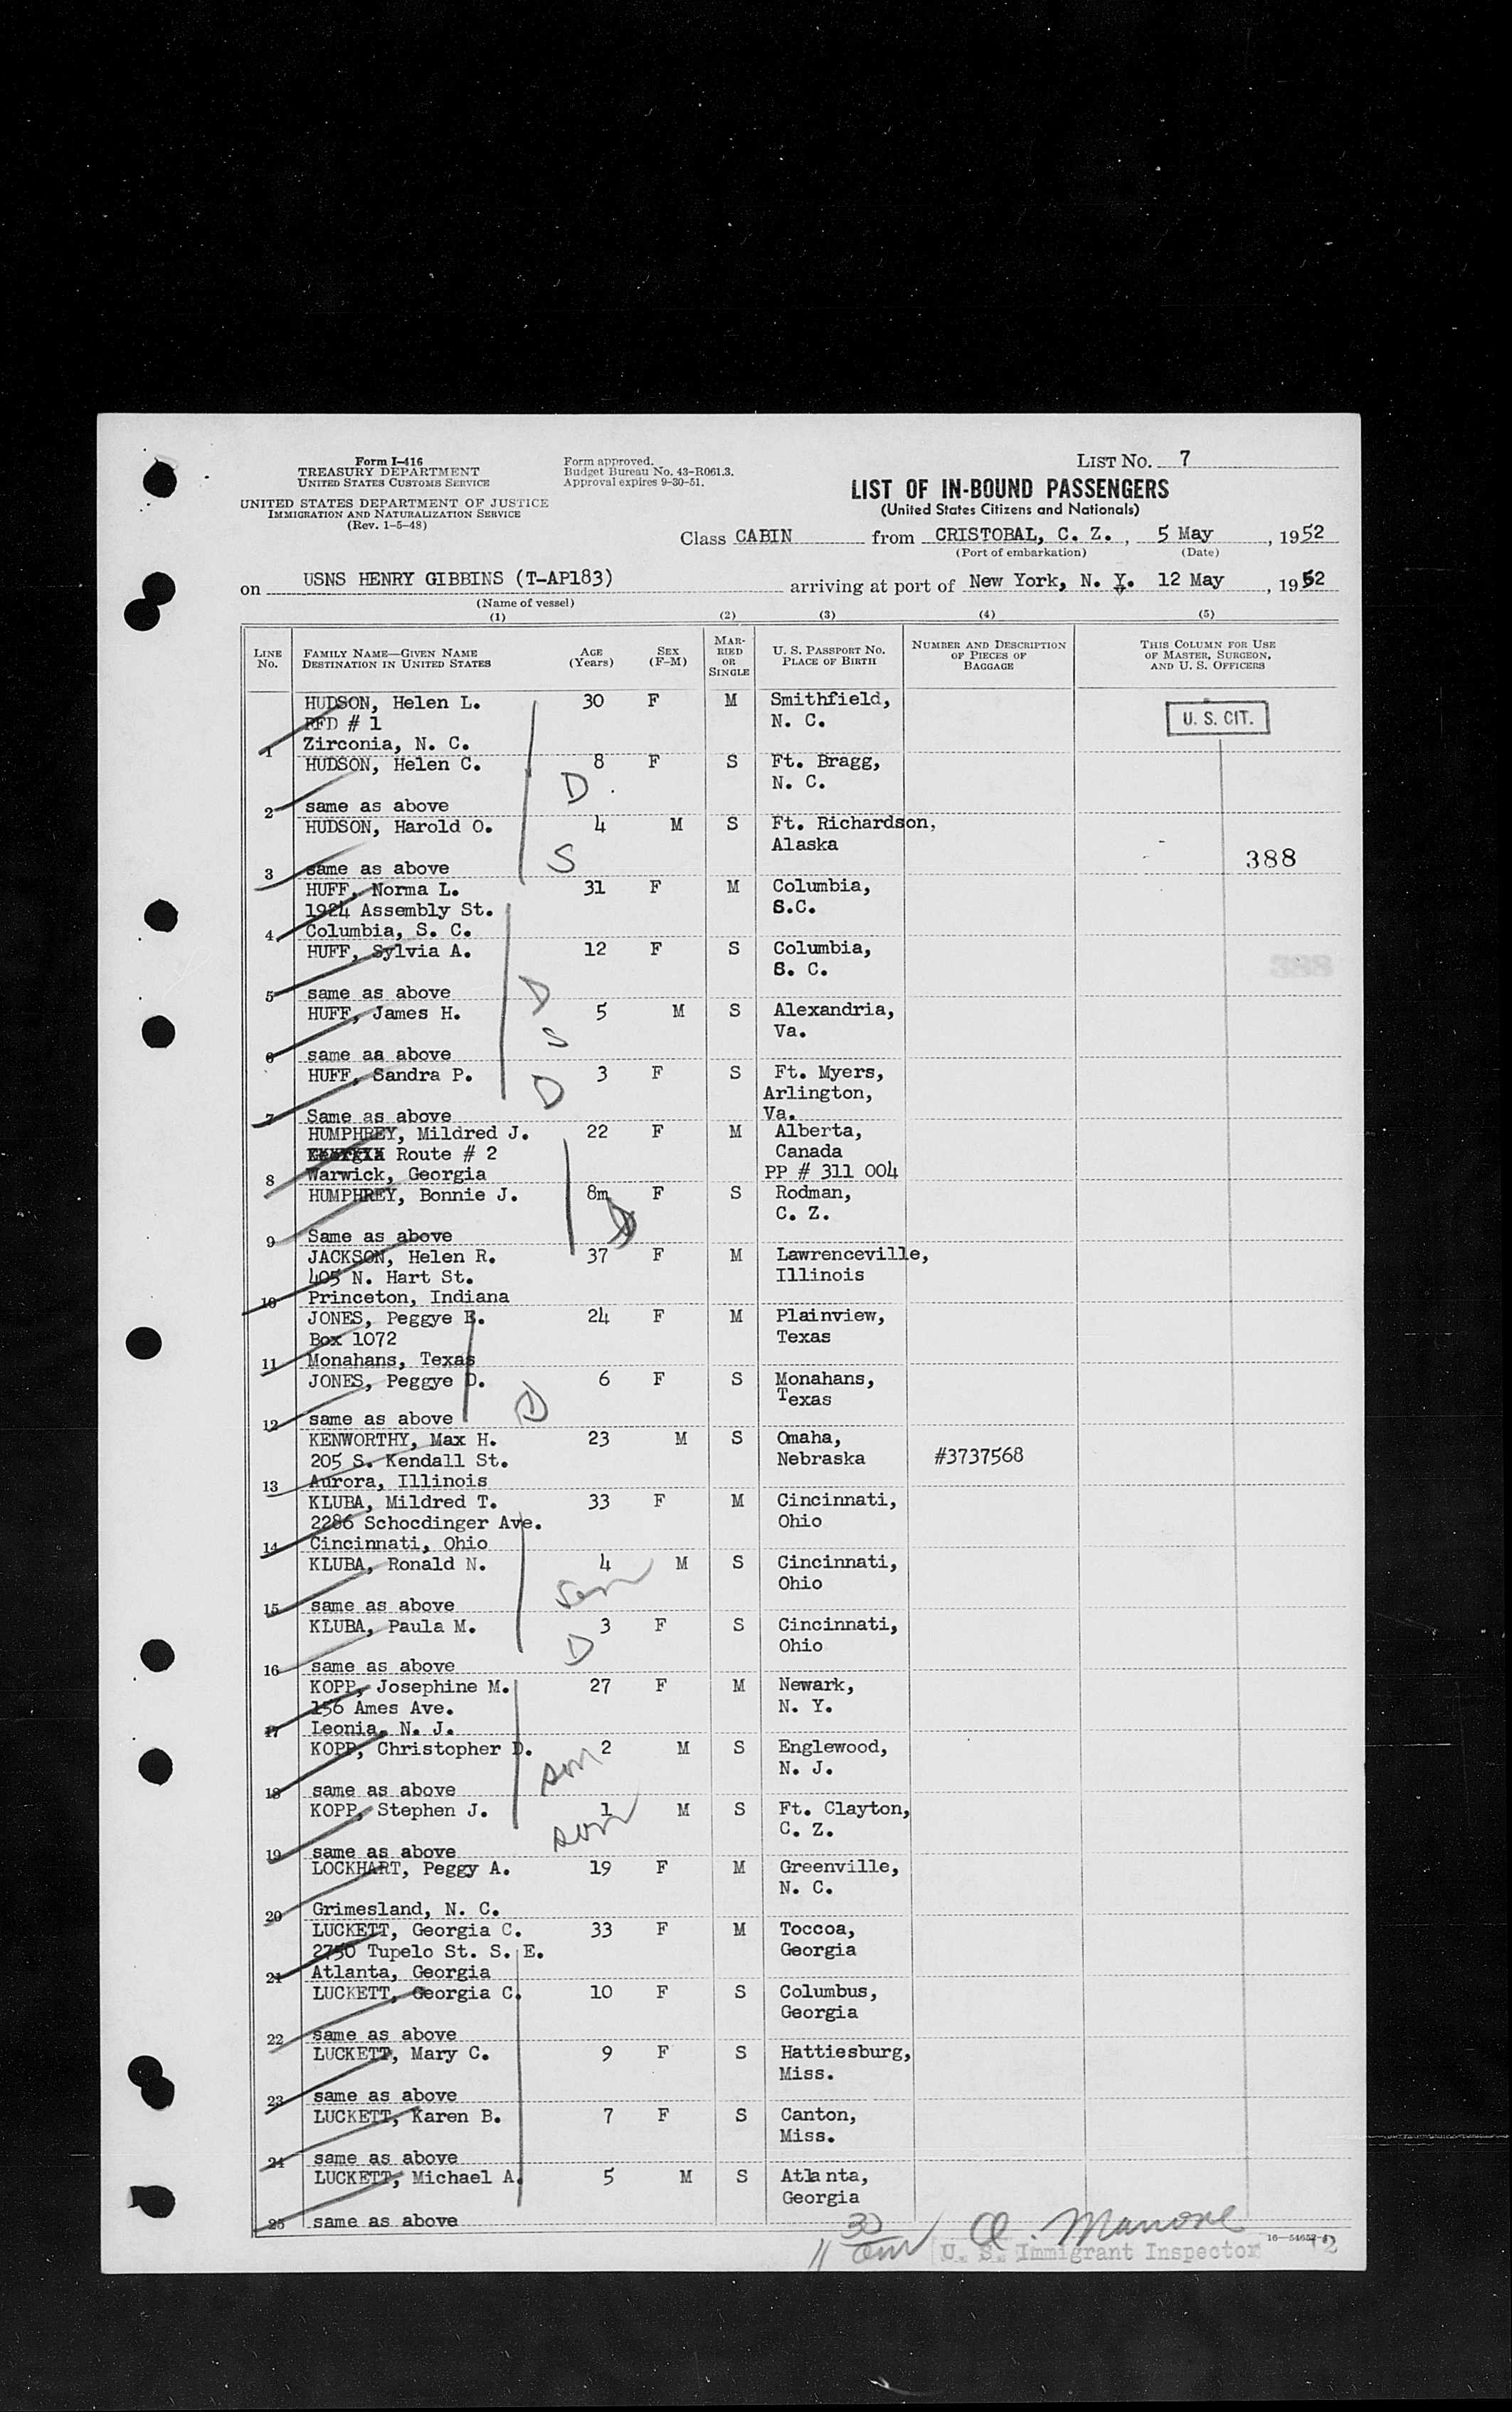 Form I-416
TREASURY DEPARTMENT
UNITED STATES CUSTOMS SERVICE
UNITED STATES DEPARTMENT OF JUSTICE
IMMIGRATION AND NATURALIZATION SERVICE
(Rev. 1-5-48)
Form approved.
Budget Bureau No. 43-R061.3.
Approval expires 9-30-51.
LIST NO. 7
LIST OF IN-BOUND PASSENGERS
(United States Citizens and Nationals)
Class CABIN from CRISTOBAL, C. Z., 5 May, 1952
(Port of embarkation) (Date)
on USNS HENRY GIBBINS (T-AP183) arriving at port of New York, N. Y. 12 May, 1952
(Name of vessel)
(1) (2) (3) (4) (5)
LINE NO. FAMILY NAME—GIVEN NAME DESTINATION IN UNITED STATES AGE (Years) SEX (F-M) MARRIED OR SINGLE U. S. PASSPORT NO. PLACE OF BIRTH NUMBER AND DESCRIPTION OF PIECES OF BAGGAGE THIS COLUMN FOR USE OF MASTER, SURGEON, AND U. S. OFFICERS
HUDSON, Helen L. 30 F M Smithfield,
RFD # 1 N. C. U. S. CIT.
1 Zirconia, N. C.
HUDSON, Helen C. 8 F S Ft. Bragg,
D N. C.
2 same as above
HUDSON, Harold O. 4 M S Ft. Richardson,
Alaska
S 388
3 same as above
HUFF, Norma L. 31 F M Columbia,
1924 Assembly St. S.C.
4 Columbia, S. C.
HUFF, Sylvia A. 12 F S Columbia,
S. C. 388
5 same as above D
HUFF, James H. 5 M S Alexandria,
S Va.
6 same aa above
HUFF, Sandra P. 3 F S Ft. Myers,
D Arlington,
7 Same as above Va.
HUMPHREY, Mildred J. 22 F M Alberta,
Route # 2 Canada
8 Warwick, Georgia PP # 311 004
HUMPHREY, Bonnie J. 8m F S Rodman,
D C. Z.
9 Same as above
JACKSON, Helen R. 37 F M Lawrenceville,
405 N. Hart St. Illinois
10 Princeton, Indiana
JONES, Peggye E. 24 F M Plainview,
Box 1072 Texas
11 Monahans, Texas
JONES, Peggye D. 6 F S Monahans,
D Texas
12 same as above
KENWORTHY, Max H. 23 M S Omaha,
205 S. Kendall St. Nebraska #3737568
13 Aurora, Illinois
KLUBA, Mildred T. 33 F M Cincinnati,
2286 Schocdinger Ave. Ohio
14 Cincinnati, Ohio
KLUBA, Ronald N. 4 M S Cincinnati,
Son Ohio
15 same as above
KLUBA, Paula M. 3 F S Cincinnati,
D Ohio
16 same as above
KOPP, Josephine M. 27 F M Newark,
156 Ames Ave. N. Y.
17 Leonia, N. J.
KOPP, Christopher D. 2 M S Englewood,
son N. J.
18 same as above
KOPP, Stephen J. 1 M S Ft. Clayton,
son C. Z.
19 same as above
LOCKHART, Peggy A. 19 F M Greenville,
N. C.
20 Grimesland, N. C.
LUCKETT, Georgia C. 33 F M Toccoa,
2750 Tupelo St. S. E. Georgia
21 Atlanta, Georgia
LUCKETT, Georgia C. 10 F S Columbus,
Georgia
22 same as above
LUCKETT, Mary C. 9 F S Hattiesburg,
Miss.
23 same as above
LUCKETT, Karen B. 7 F S Canton,
Miss.
24 same as above
LUCKETT, Michael A. 5 M S Atlanta,
Georgia
25 same as above
11 30 am A. Manone
U. S. Immigrant Inspector